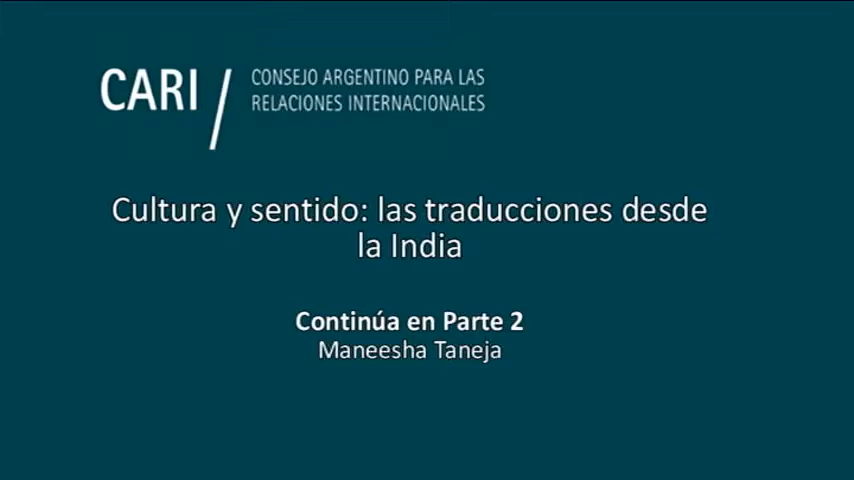 CARI
CONSEJO ARGENTINO PARA LAS
RELACIONES INTERNACIONALES
Cultura y sentido: las traducciones desde
la India
Continúa en Parte 2
Maneesha Taneja